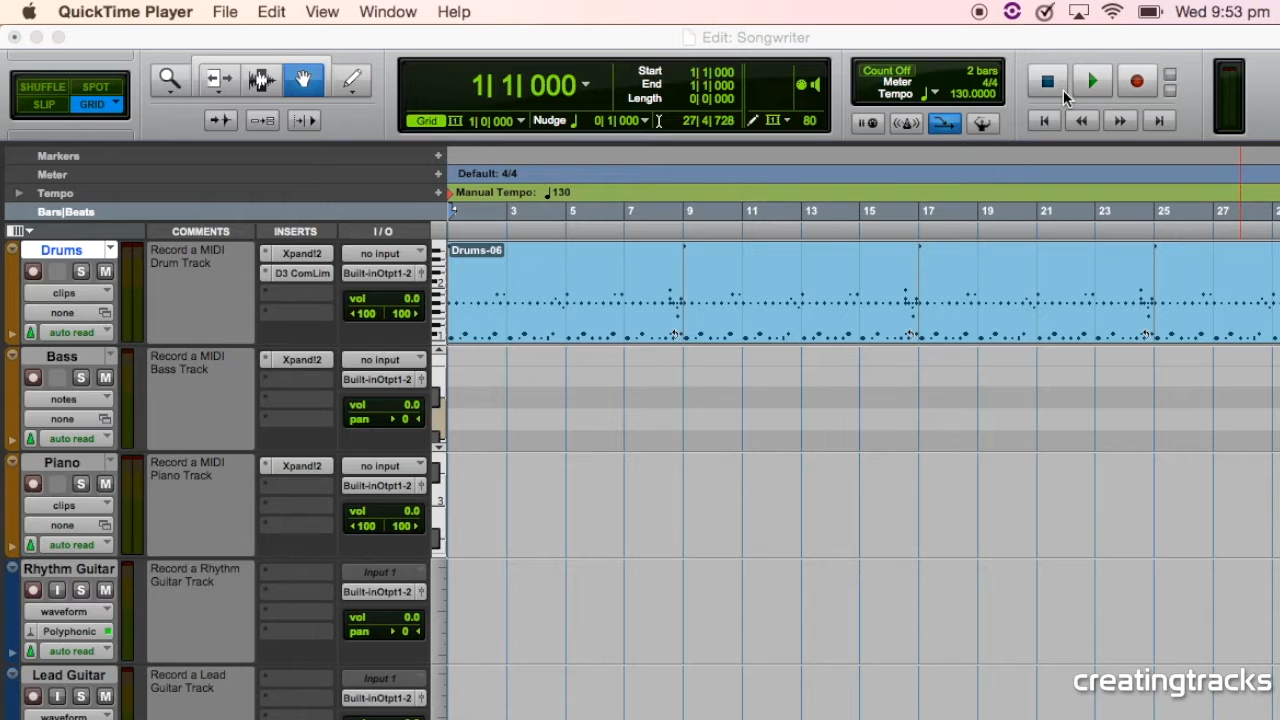 QuickTime Player File Edit View Window Help Wed 9:53 pm
Edit: Songwriter
SHUFFLE SPOT
SLIP GRID
1| 1| 000
Start 1| 1| 000
End 1| 1| 000
Length 0| 0| 000
Grid 1| 0| 000 Nudge 0| 1| 000 27| 4| 728 80
Count Off 2 bars
Meter 4/4
Tempo 130.0000
Markers
Meter Default: 4/4
Tempo Manual Tempo: 130
Bars|Beats 3 5 7 9 11 13 15 17 19 21 23 25 27
COMMENTS INSERTS I / O
Drums
Record a MIDI
Drum Track
Xpand!2
D3 ComLim
no input
Built-inOtpt1-2
vol 0.0
100 100
S M
clips
none
auto read
Drums-06
2
1
Bass
Record a MIDI
Bass Track
Xpand!2
no input
Built-inOtpt1-2
vol 0.0
pan 0
S M
notes
none
auto read
Piano
Record a MIDI
Piano Track
Xpand!2
no input
Built-inOtpt1-2
vol 0.0
100 100
S M
clips
none
auto read
3
Rhythm Guitar
Record a Rhythm
Guitar Track
Input 1
Built-inOtpt1-2
vol 0.0
pan 0
I S M
waveform
Polyphonic
auto read
Lead Guitar
Record a Lead
Guitar Track
Input 1
Built-inOtpt1-2
I S M
waveform
creatingtracks